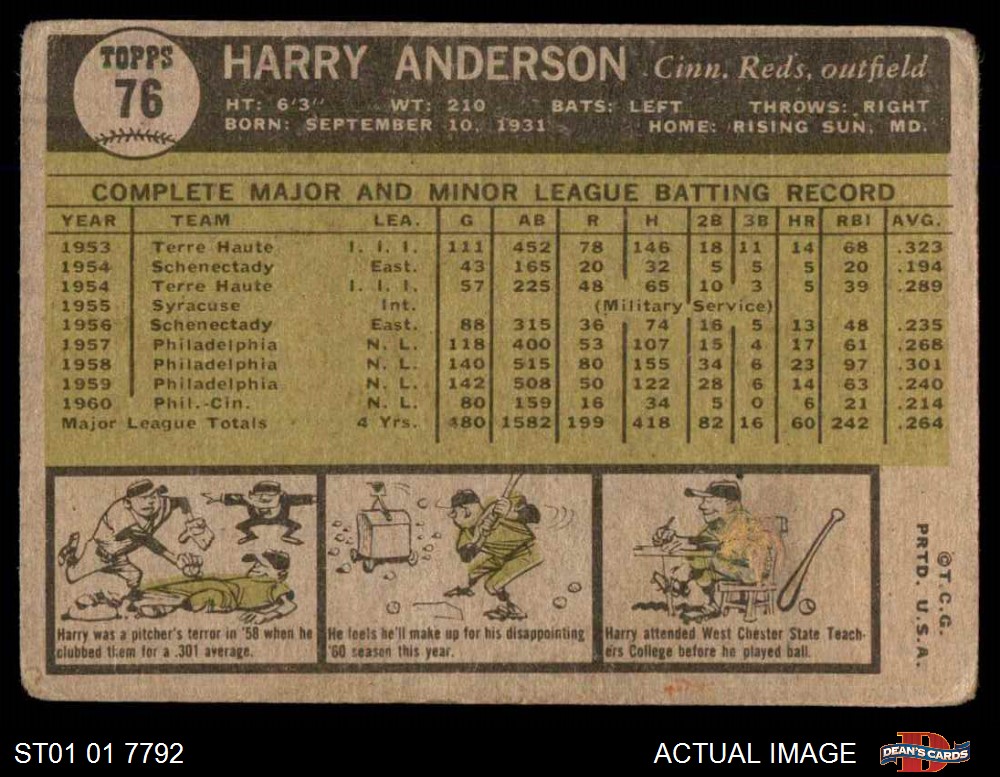 TOPPS
76
HARRY ANDERSON Cinn. Reds, outfield
HT: 6'3" WT: 210 BATS: LEFT THROWS: RIGHT
BORN: SEPTEMBER 10, 1931 HOME: RISING SUN, MD.
COMPLETE MAJOR AND MINOR LEAGUE BATTING RECORD
YEAR TEAM LEA. G AB R H 2B 3B HR RBI AVG.
1953 Terre Haute I. I. I. 111 452 78 146 18 11 14 68 .323
1954 Schenectady East. 43 165 20 32 5 5 5 20 .194
1954 Terre Haute I. I. I. 57 225 48 65 10 3 5 39 .289
1955 Syracuse Int. (Military Service)
1956 Schenectady East. 88 315 36 74 16 5 13 48 .235
1957 Philadelphia N. L. 118 400 53 107 15 4 17 61 .268
1958 Philadelphia N. L. 140 515 80 155 34 6 23 97 .301
1959 Philadelphia N. L. 142 508 50 122 28 6 14 63 .240
1960 Phil.-Cin. N. L. 80 159 16 34 5 0 6 21 .214
Major League Totals 4 Yrs. 480 1582 199 418 82 16 60 242 .264
Harry was a pitcher's terror in '58 when he
clubbed them for a .301 average.
He feels he'll make up for his disappointing
'60 season this year.
Harry attended West Chester State Teach-
ers College before he played ball.
©T.C.G.
PRTD. U.S.A.
ST01 01 7792
ACTUAL IMAGE
DEAN'S CARDS